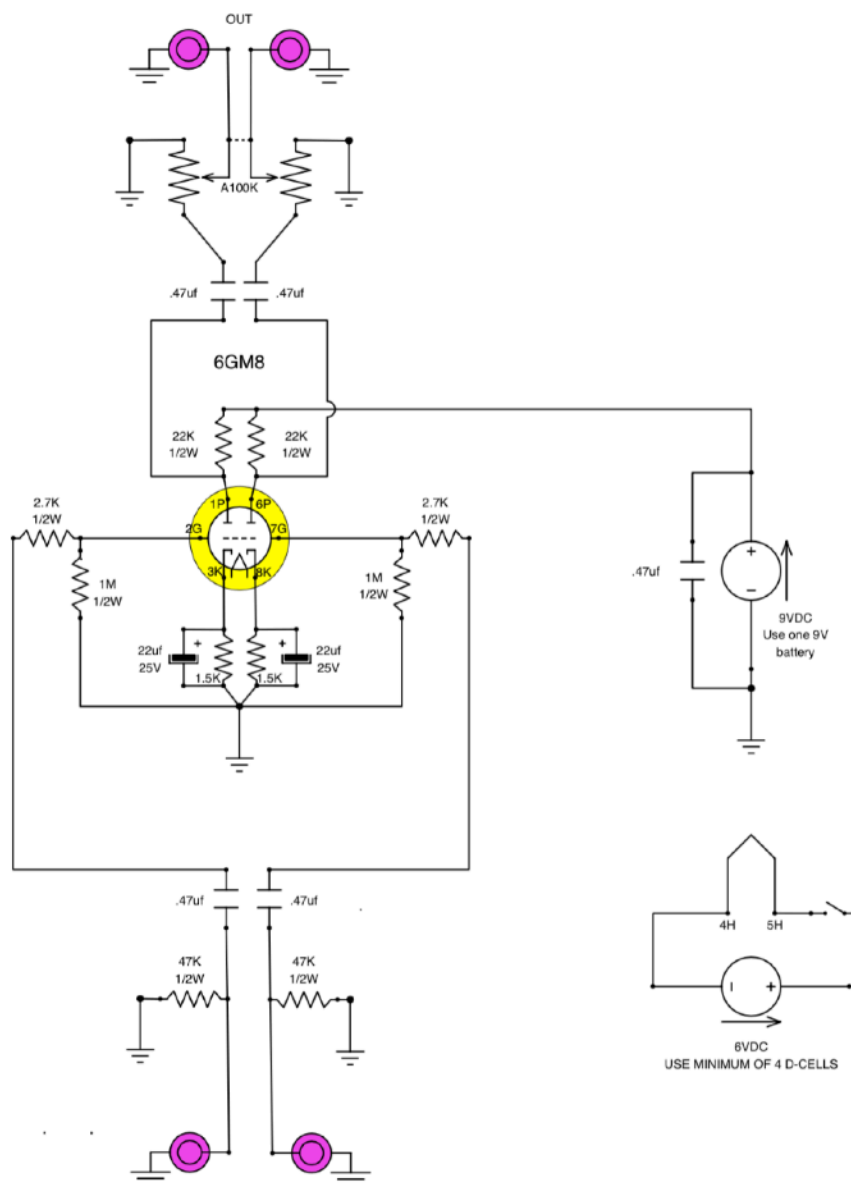 OUT
A100K
.47uf
.47uf
6GM8
22K
1/2W
22K
1/2W
1P
6P
2.7K
1/2W
2G
7G
2.7K
1/2W
3K
8K
1M
1/2W
1M
1/2W
.47uf
+
−
9VDC
Use one 9V
battery
22uf
25V
+
1.5K
1.5K
+
22uf
25V
.47uf
.47uf
4H
5H
47K
1/2W
47K
1/2W
+
6VDC
USE MINIMUM OF 4 D-CELLS